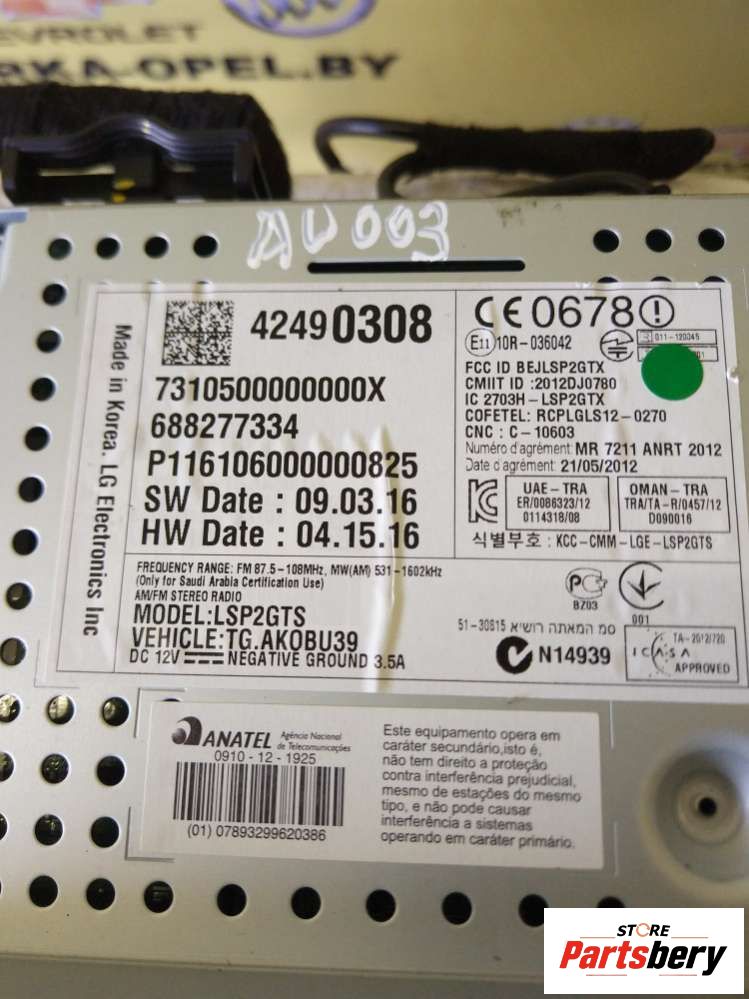 EVROLET
RKA-OPEL.BY
AU003
Made in Korea. LG Electronics Inc
42490308
7310500000000X
688277334
P116106000000825
SW Date : 09.03.16
HW Date : 04.15.16
CE0678
E11 10R-036042
011-120045
FCC ID BEJLSP2GTX
CMIIT ID :2012DJ0780
IC 2703H-LSP2GTX
COFETEL: RCPLGLS12-0270
CNC : C-10603
Numéro d'agrément: MR 7211 ANRT 2012
Date d'agrément: 21/05/2012
UAE-TRA
ER/0086323/12
0114318/08
OMAN-TRA
TRA/TA-R/0457/12
D090016
식별부호 : KCC-CMM-LGE-LSP2GTS
FREQUENCY RANGE: FM 87.5-108MHz, MW(AM) 531-1602kHz
(Only for Saudi Arabia Certification Use)
AM/FM STEREO RADIO
MODEL:LSP2GTS
VEHICLE:TG.AKOBU39
DC 12V NEGATIVE GROUND 3.5A
BZ03
001
51-30815 סמ המאתה רושיא
N14939
TA-2012/720
ICASA
APPROVED
ANATEL
Agência Nacional
de Telecomunicações
0910-12-1925
(01) 07893299620386
Este equipamento opera em
caráter secundário,isto é,
não tem direito a proteção
contra interferência prejudicial,
mesmo de estações do mesmo
tipo, e não pode causar
interferência a sistemas
operando em caráter primário.
STORE
Partsbery